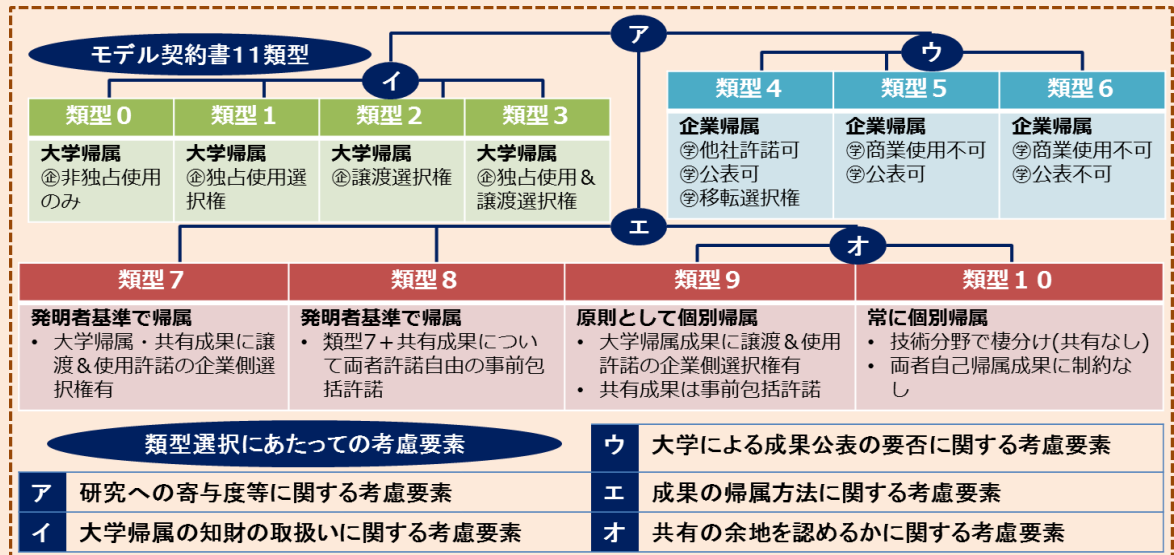 モデル契約書11類型
ア
イ
ウ
類型0
類型1
類型2
類型3
類型4
類型5
類型6
大学帰属
㊭非独占使用
のみ
大学帰属
㊭独占使用選
択権
大学帰属
㊭譲渡選択権
大学帰属
㊭独占使用&
譲渡選択権
企業帰属
㊫他社許諾可
㊫公表可
㊫移転選択権
企業帰属
㊫商業使用不可
㊫公表可
企業帰属
㊫商業使用不可
㊫公表不可
エ
オ
類型7
類型8
類型9
類型10
発明者基準で帰属
• 大学帰属・共有成果に譲
渡&使用許諾の企業側選
択権有
発明者基準で帰属
• 類型7+共有成果につい
て両者許諾自由の事前包
括許諾
原則として個別帰属
• 大学帰属成果に譲渡&使用
許諾の企業側選択権有
• 共有成果は事前包括許諾
常に個別帰属
• 技術分野で棲分け(共有なし)
• 両者自己帰属成果に制約な
し
類型選択にあたっての考慮要素
ウ 大学による成果公表の要否に関する考慮要素
ア 研究への寄与度等に関する考慮要素
エ 成果の帰属方法に関する考慮要素
イ 大学帰属の知財の取扱いに関する考慮要素
オ 共有の余地を認めるかに関する考慮要素